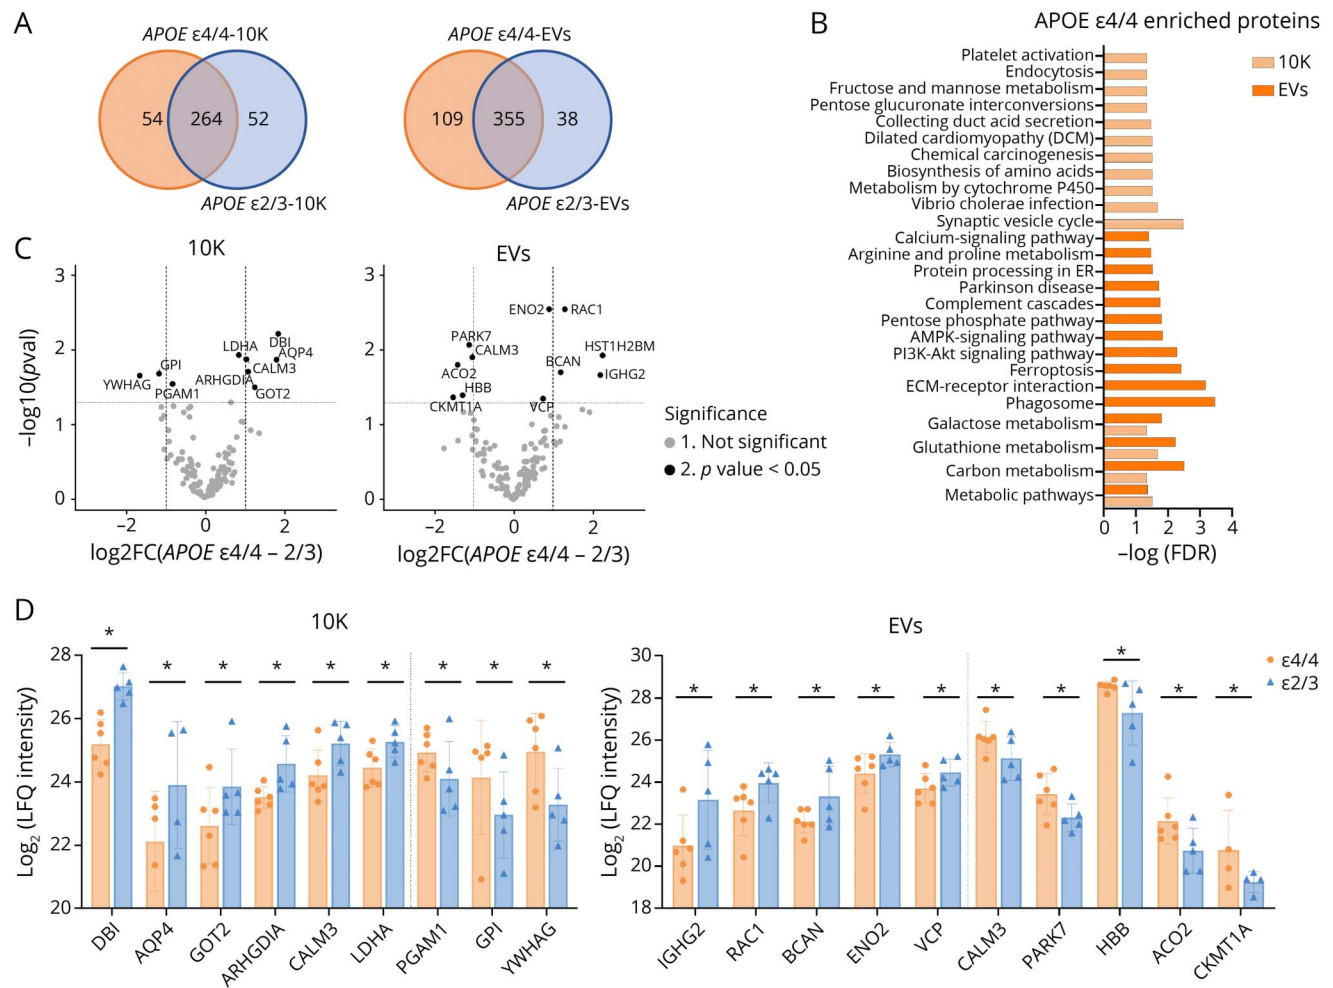 A
APOE ε4/4-10K
54
264
52
APOE ε2/3-10K
APOE ε4/4-EVs
109
355
38
APOE ε2/3-EVs
B
APOE ε4/4 enriched proteins
10K
EVs
Platelet activation
Endocytosis
Fructose and mannose metabolism
Pentose glucuronate interconversions
Collecting duct acid secretion
Dilated cardiomyopathy (DCM)
Chemical carcinogenesis
Biosynthesis of amino acids
Metabolism by cytochrome P450
Vibrio cholerae infection
Synaptic vesicle cycle
Calcium-signaling pathway
Arginine and proline metabolism
Protein processing in ER
Parkinson disease
Complement cascades
Pentose phosphate pathway
AMPK-signaling pathway
PI3K-Akt signaling pathway
Ferroptosis
ECM-receptor interaction
Phagosome
Galactose metabolism
Glutathione metabolism
Carbon metabolism
Metabolic pathways
0 1 2 3 4
−log (FDR)
C
10K
−log10(pval)
3
2
1
0
YWHAG
GPI
PGAM1
LDHA
DBI
AQP4
CALM3
ARHGDIA
GOT2
−2 0 2
log2FC(APOE ε4/4 – 2/3)
EVs
3
2
1
0
ENO2
RAC1
PARK7
CALM3
ACO2
HBB
CKMT1A
HST1H2BM
BCAN
IGHG2
VCP
−2 0 2
log2FC(APOE ε4/4 – 2/3)
Significance
1. Not significant
2. p value < 0.05
D
10K
Log2 (LFQ intensity)
28
26
24
22
20
* * * * * * * * *
DBI
AQP4
GOT2
ARHGDIA
CALM3
LDHA
PGAM1
GPI
YWHAG
EVs
Log2 (LFQ intensity)
30
28
26
24
22
20
18
* * * * * * * * * *
IGHG2
RAC1
BCAN
ENO2
VCP
CALM3
PARK7
HBB
ACO2
CKMT1A
ε4/4
ε2/3